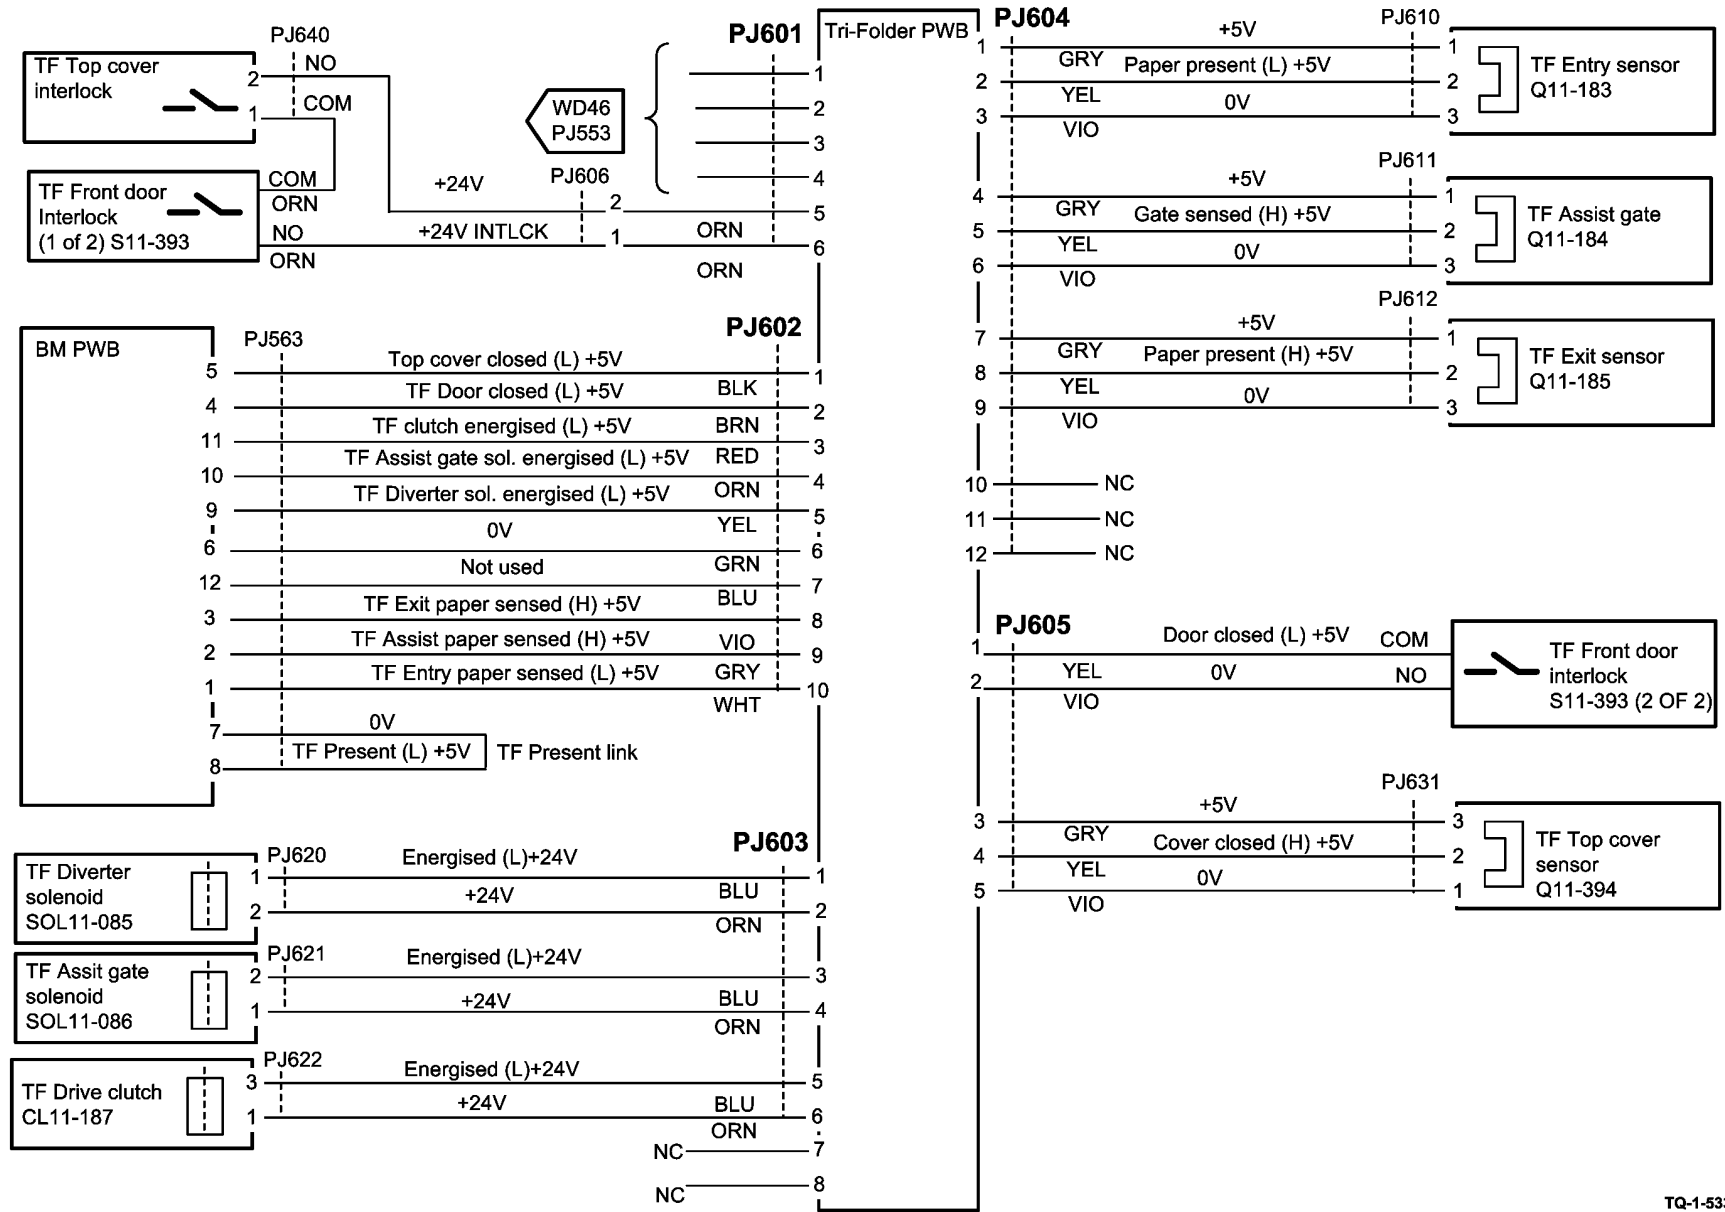 PJ640
TF Top cover
interlock
2
NO
1
COM
TF Front door
Interlock
(1 of 2) S11-393
COM
ORN
NO
ORN
+24V
+24V INTLCK
WD46
PJ553
PJ606
2
1
ORN
ORN
PJ601
1
2
3
4
5
6
Tri-Folder PWB
BM PWB
PJ563
PJ602
5
Top cover closed (L) +5V
BLK
1
4
TF Door closed (L) +5V
BRN
2
11
TF clutch energised (L) +5V
RED
3
10
TF Assist gate sol. energised (L) +5V
ORN
4
9
TF Diverter sol. energised (L) +5V
YEL
5
6
0V
GRN
6
12
Not used
BLU
7
3
TF Exit paper sensed (H) +5V
VIO
8
2
TF Assist paper sensed (H) +5V
GRY
9
1
TF Entry paper sensed (L) +5V
WHT
10
7
0V
8
TF Present (L) +5V
TF Present link
PJ603
TF Diverter
solenoid
SOL11-085
PJ620
1
Energised (L)+24V
BLU
1
2
+24V
ORN
2
TF Assit gate
solenoid
SOL11-086
PJ621
2
Energised (L)+24V
BLU
3
1
+24V
ORN
4
TF Drive clutch
CL11-187
PJ622
3
Energised (L)+24V
BLU
5
1
+24V
ORN
6
NC
7
NC
8
PJ604
PJ610
1
+5V
GRY
1
2
Paper present (L) +5V
YEL
2
3
0V
VIO
3
TF Entry sensor
Q11-183
PJ611
4
+5V
GRY
1
5
Gate sensed (H) +5V
YEL
2
6
0V
VIO
3
TF Assist gate
Q11-184
PJ612
7
+5V
GRY
1
8
Paper present (H) +5V
YEL
2
9
0V
VIO
3
TF Exit sensor
Q11-185
10
NC
11
NC
12
NC
PJ605
1
Door closed (L) +5V
COM
YEL
2
0V
NO
VIO
TF Front door
interlock
S11-393 (2 OF 2)
PJ631
3
+5V
GRY
3
4
Cover closed (H) +5V
YEL
2
5
0V
VIO
1
TF Top cover
sensor
Q11-394